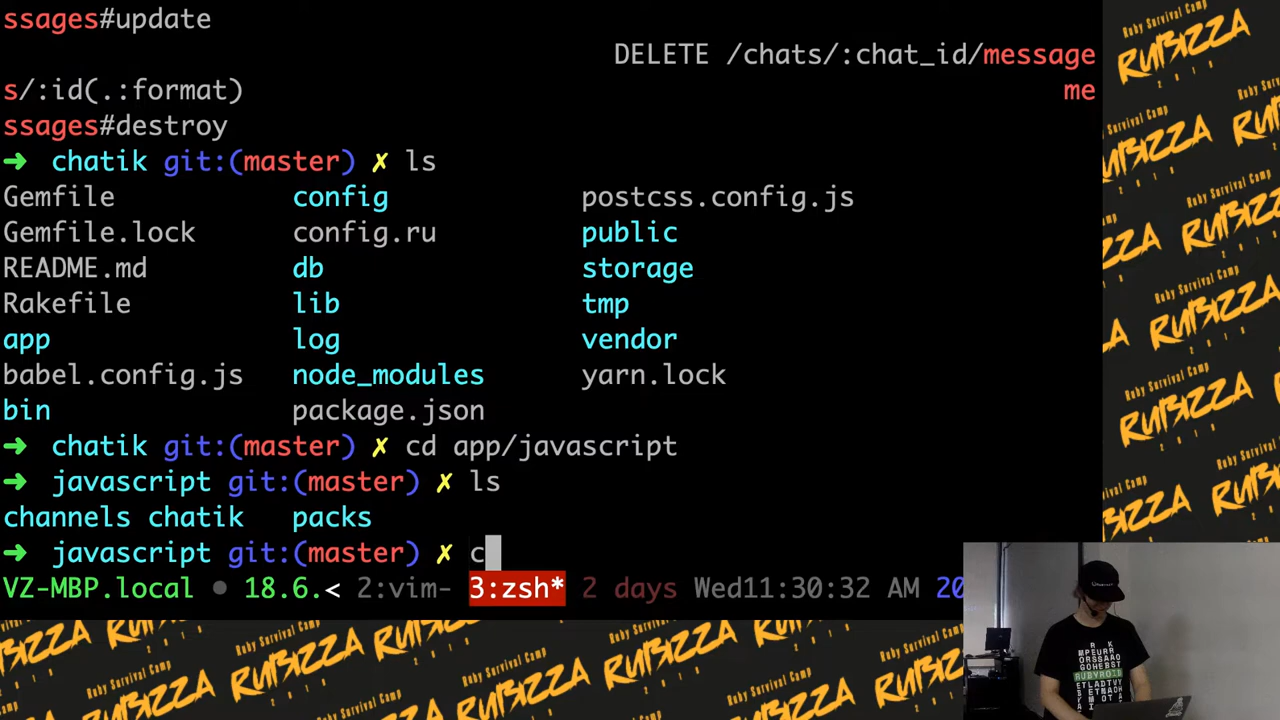 ssages#update
DELETE /chats/:chat_id/message
s/:id(.:format) me
ssages#destroy
➜ chatik git:(master) ✗ ls
Gemfile config postcss.config.js
Gemfile.lock config.ru public
README.md db storage
Rakefile lib tmp
app log vendor
babel.config.js node_modules yarn.lock
bin package.json
➜ chatik git:(master) ✗ cd app/javascript
➜ javascript git:(master) ✗ ls
channels chatik packs
➜ javascript git:(master) ✗ c
VZ-MBP.local ● 18.6.< 2:vim- 3:zsh* 2 days Wed11:30:32 AM 20
Ruby Survival Camp
RUBIZZA
2019